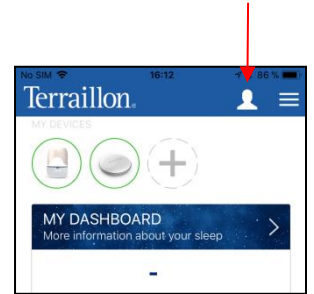 No SIM 16:12 86 %
Terraillon.
MY DEVICES
MY DASHBOARD
More information about your sleep
-